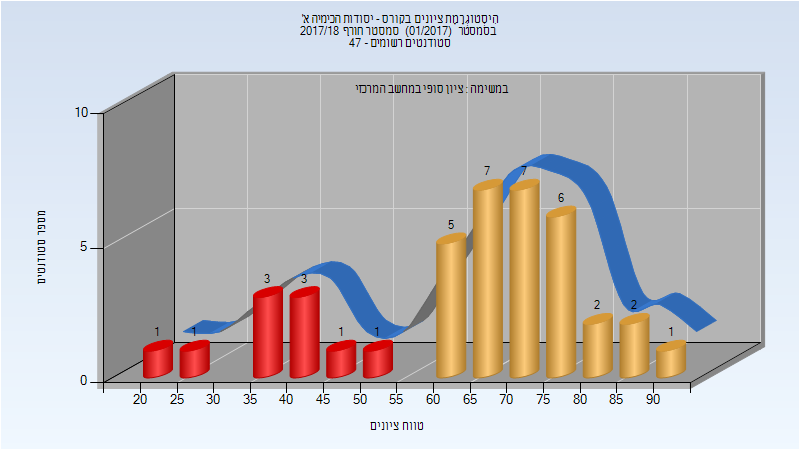 היסטוגרמת ציונים בקורס - יסודות הכימיה א'
בסמסטר (01/2017) סמסטר חורף 2017/18
סטודנטים רשומים - 47
במשימה : ציון סופי במחשב המרכזי
מספר סטודנטים
10
5
0
1
1
3
3
1
1
5
7
7
6
2
2
1
20 25 30 35 40 45 50 55 60 65 70 75 80 85 90
טווח ציונים